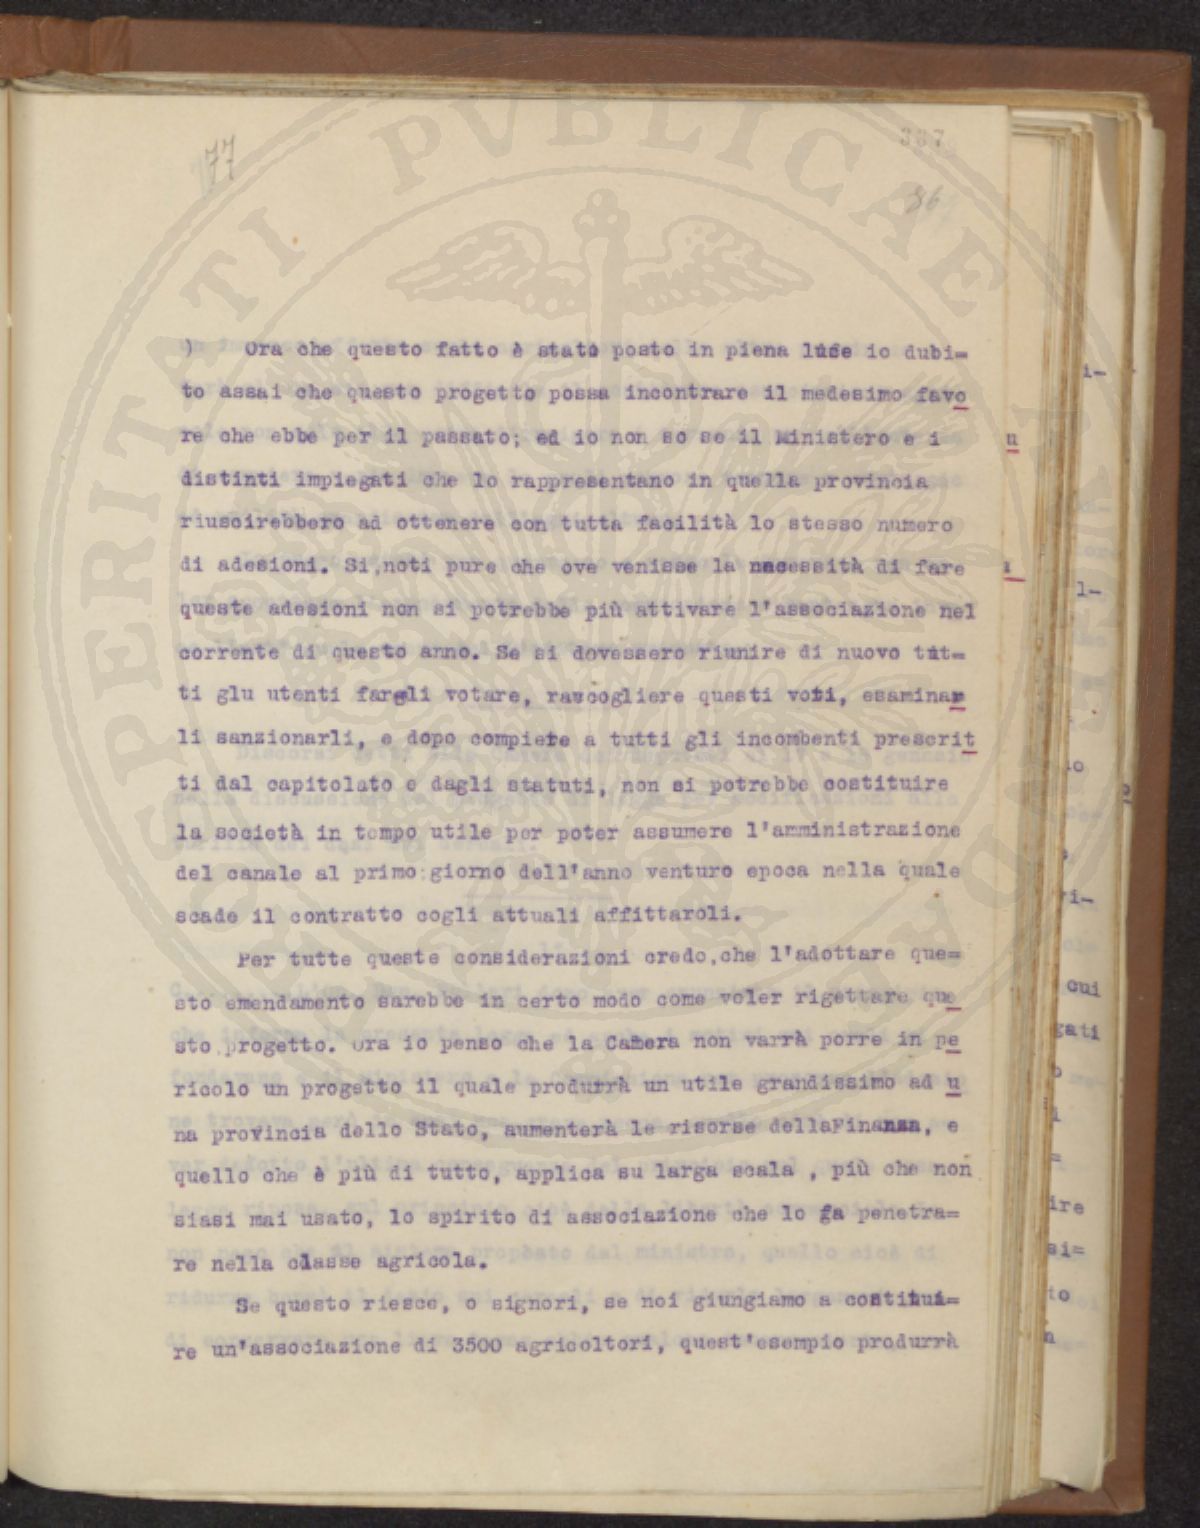 77
387
86
) Ora che questo fatto è stato posto in piena luce io dubi=
to assai che questo progetto possa incontrare il medesimo favo
re che ebbe per il passato; ed io non so se il Ministero e i
distinti impiegati che lo rappresentano in quella provincia
riuscirebbero ad ottenere con tutta facilità lo stesso numero
di adesioni. Si noti pure che ove venisse la necessità di fare
queste adesioni non si potrebbe più attivare l'associazione nel
corrente di questo anno. Se si dovessero riunire di nuovo tut=
ti glu utenti fargli votare, raccogliere questi voti, esaminar
li sanzionarli, e dopo compiere a tutti gli incombenti prescrit
ti dal capitolato e dagli statuti, non si potrebbe costituire
la società in tempo utile per poter assumere l'amministrazione
del canale al primo giorno dell'anno venturo epoca nella quale
scade il contratto cogli attuali affittaroli.
Per tutte queste considerazioni credo, che l'adottare que=
sto emendamento sarebbe in certo modo come voler rigettare que
sto progetto. Ora io penso che la Camera non varrà porre in pe
ricolo un progetto il quale produrrà un utile grandissimo ad u
na provincia dello Stato, aumenterà le risorse dellaFinanza, e
quello che è più di tutto, applica su larga scala , più che non
siasi mai usato, lo spirito di associazione che lo fa penetra=
re nella classe agricola.
Se questo riesce, o signori, se noi giungiamo a costitui=
re un'associazione di 3500 agricoltori, quest'esempio produrrà